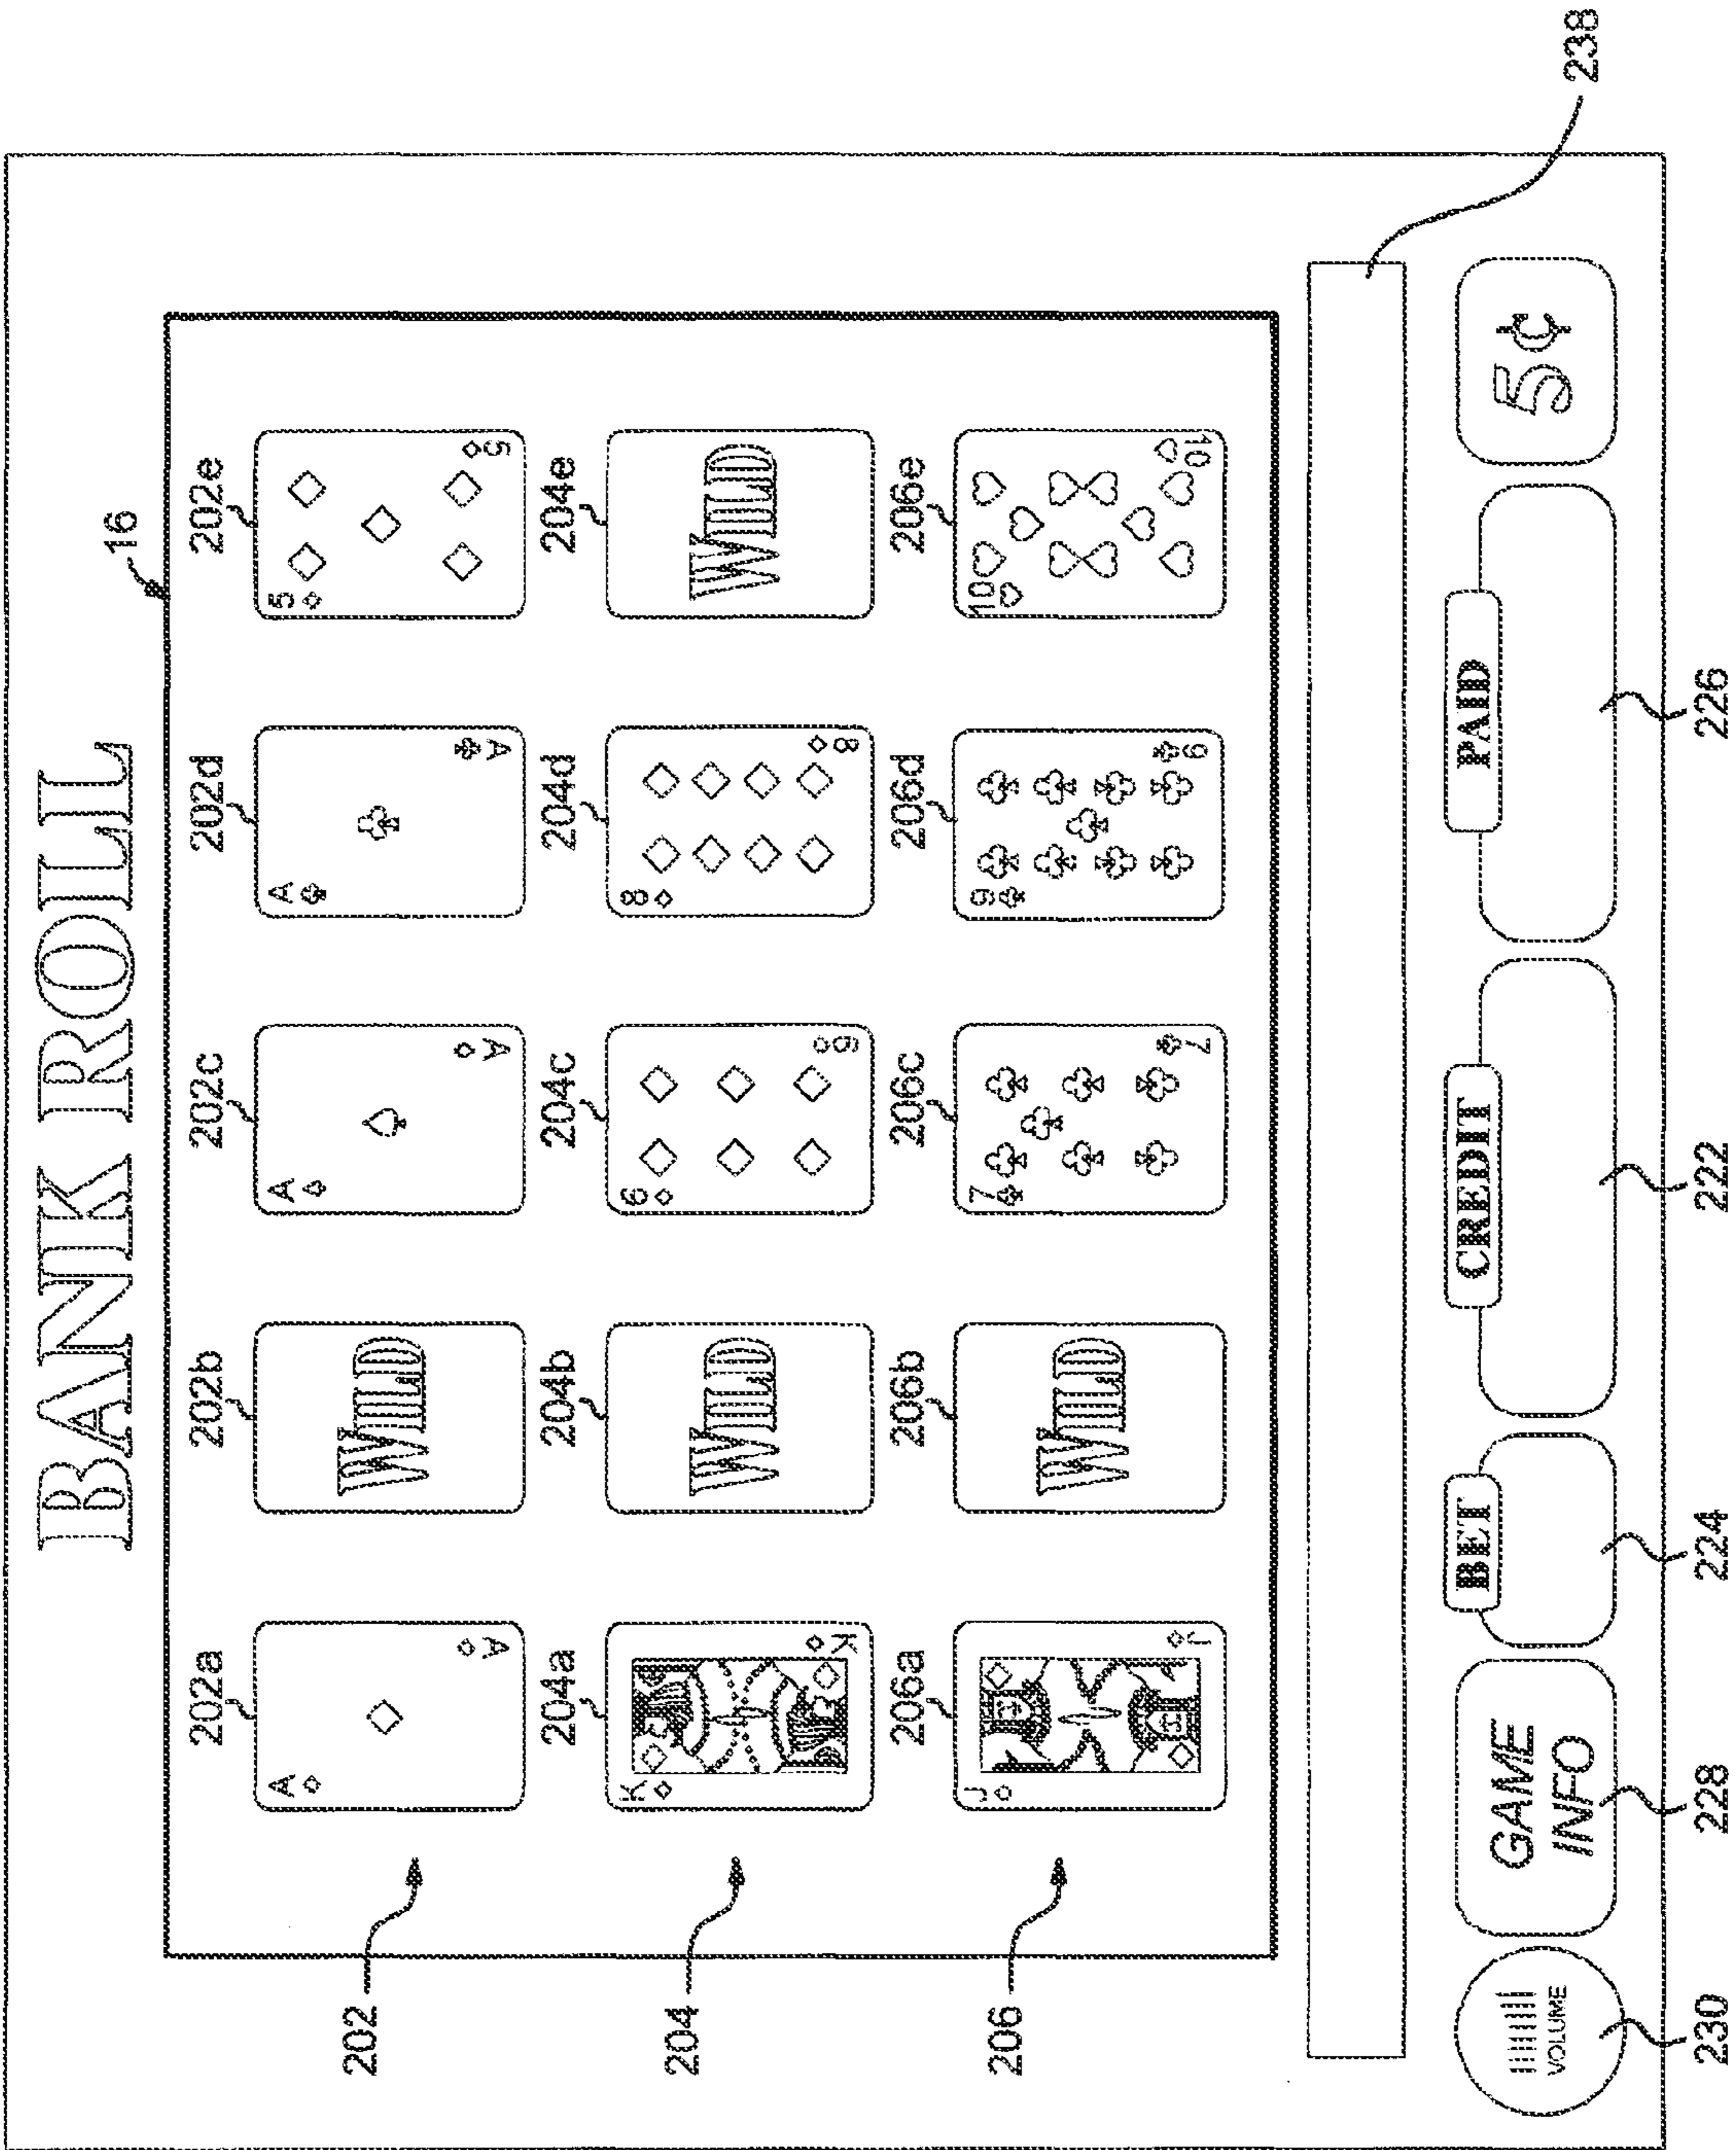 BANK ROLL
16
202a 202b 202c 202d 202e
A WILD A A 5
A A A 5
202
204a 204b 204c 204d 204e
K WILD 6 8 WILD
K 6 8
204
206a 206b 206c 206d 206e
J WILD 7 9 10
J 7 9 10
206
238
VOLUME
GAME
INFO
BET
CREDIT
PAID
5¢
230 228 224 222 226